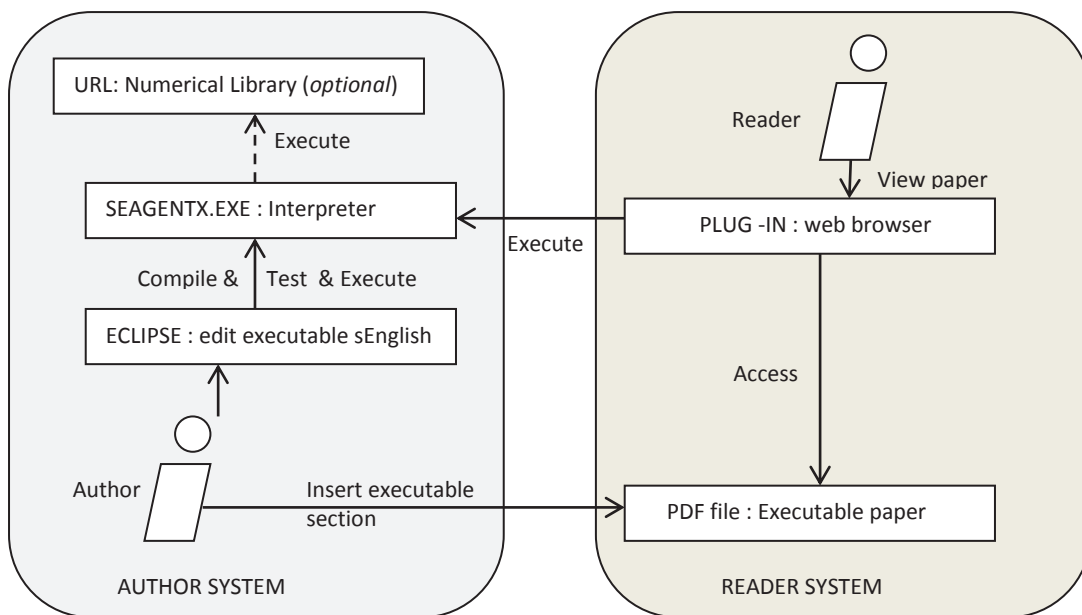 URL: Numerical Library (optional)
Execute
SEAGENTX.EXE : Interpreter
Compile & Test & Execute
ECLIPSE : edit executable sEnglish
Author
Insert executable
section
AUTHOR SYSTEM
Reader
View paper
PLUG -IN : web browser
Execute
Access
PDF file : Executable paper
READER SYSTEM